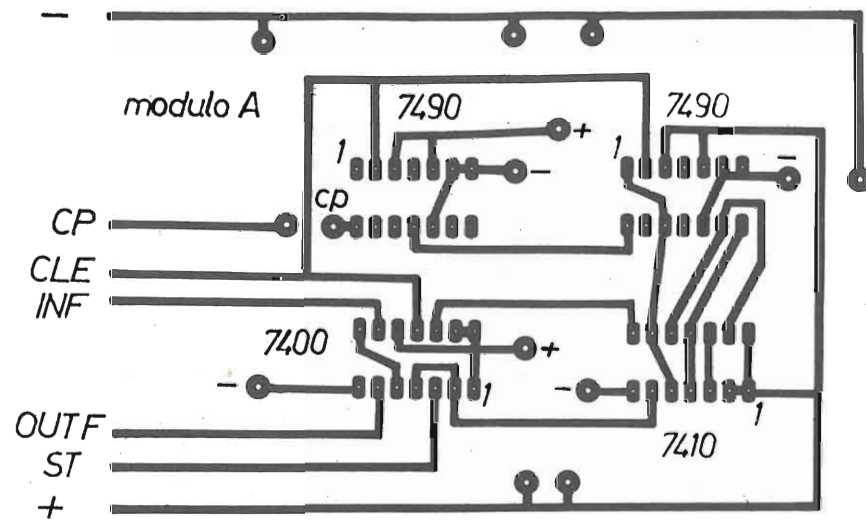 −
modulo A
7490
7490
1
+
1
−
−
cp
CP
CLE
INF
7400
+
−
−
1
1
OUTF
ST
7410
+